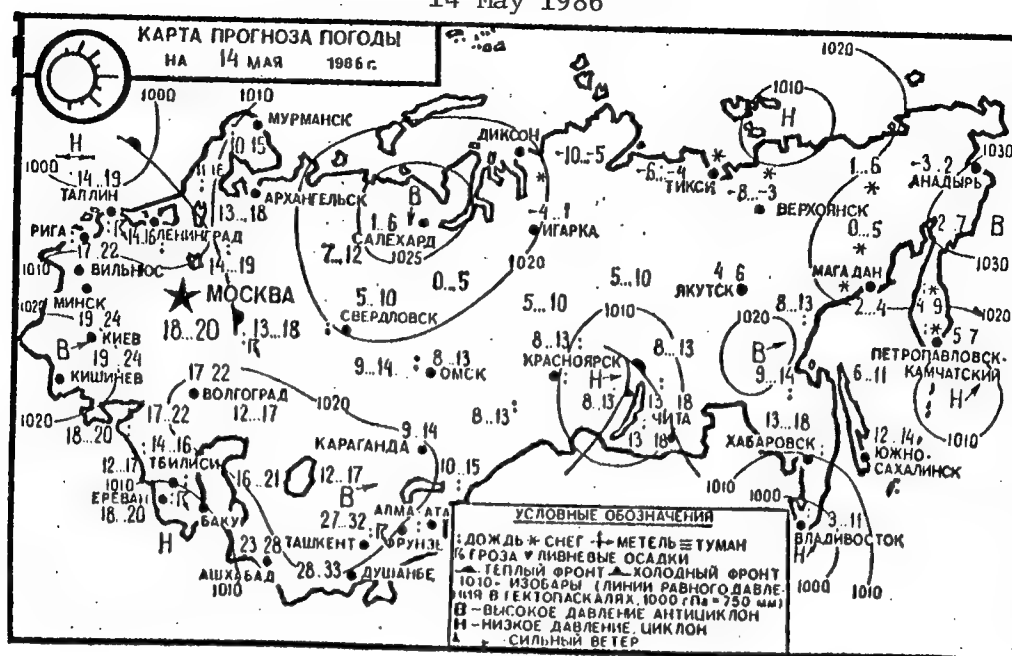 14 May 1986
КАРТА ПРОГНОЗА ПОГОДЫ
НА 14 МАЯ 1986 г.
1020
1000
1010
1010
Н
МУРМАНСК
10 15
ДИКСОН
-10..-5
Н
1000
14..19
ТАЛЛИН
13...18
АРХАНГЕЛЬСК
В
1..6
САЛЕХАРД
1025
-6...-4
ТИКСИ
-8...-3
ВЕРХОЯНСК
1...6
-3..2
АНАДЫРЬ
1030
РИГА
14.16
ЛЕНИНГРАД
7...12
-4..1
ИГАРКА
0...5
2 7
В
17 22
ВИЛЬНЮС
1010
14...19
1020
1030
МИНСК
МОСКВА
0...5
5...10
4 6
ЯКУТСК
МАГАДАН
2...4
4 9
1020
18...20
13...18
5..10
СВЕРДЛОВСК
5...10
8..13
5 7
19 24
КИЕВ
1010
1020
ПЕТРОПАВЛОВСК-
КАМЧАТСКИЙ
В
19 24
КИШИНЕВ
9...14
8..13
ОМСК
8..13
КРАСНОЯРСК
8..13
В
9...14
6...11
Н
1010
17 22
ВОЛГОГРАД
12...17
1020
Н
8..13
13 18
ЧИТА
13 18
1020
18..20
17...22
8..13
13...18
ХАБАРОВСК
12..14
ЮЖНО-
САХАЛИНСК
14...16
ТБИЛИСИ
9..14
КАРАГАНДА
12...17
1010
ЕРЕВАН
18...20
16...21
12...17
В
10...15
1010
1000
БАКУ
Н
27...32
АЛМА-АТА
ФРУНЗЕ
3...11
ВЛАДИВОСТОК
Н
23 28
АШХАБАД
1010
ТАШКЕНТ
28..33
ДУШАНБЕ
1000
1010
УСЛОВНЫЕ ОБОЗНАЧЕНИЯ
: ДОЖДЬ * СНЕГ МЕТЕЛЬ ≡ ТУМАН
ГРОЗА ЛИВНЕВЫЕ ОСАДКИ
ТЕПЛЫЙ ФРОНТ ХОЛОДНЫЙ ФРОНТ
1010- ИЗОБАРЫ (ЛИНИИ РАВНОГО ДАВЛЕ-
НИЯ В ГЕКТОПАСКАЛЯХ, 1000 гПа = 750 мм)
В - ВЫСОКОЕ ДАВЛЕНИЕ АНТИЦИКЛОН
Н - НИЗКОЕ ДАВЛЕНИЕ, ЦИКЛОН
- СИЛЬНЫЙ ВЕТЕР